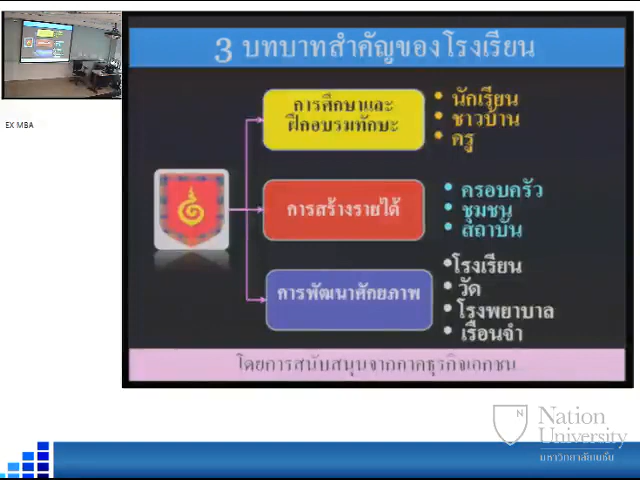 3 บทบาทสำคัญของโรงเรียน
การศึกษาและ
ฝึกอบรมทักษะ
• นักเรียน
• ชาวบ้าน
• ครู
การสร้างรายได้
• ครอบครัว
• ชุมชน
• สถาบัน
การพัฒนาศักยภาพ
•โรงเรียน
• วัด
• โรงพยาบาล
• เรือนจำ
โดยการสนับสนุนจากภาคธุรกิจเอกชน
EX MBA
N
Nation
University
มหาวิทยาลัยเนชั่น